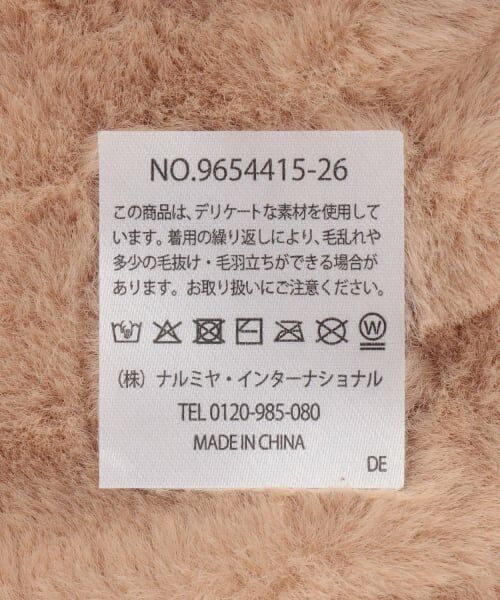 NO.9654415-26
この商品は、デリケートな素材を使用して
います。着用の繰り返しにより、毛乱れや
多少の毛抜け・毛羽立ちができる場合が
あります。お取り扱いにご注意ください。
W
（株）ナルミヤ・インターナショナル
TEL 0120-985-080
MADE IN CHINA
DE